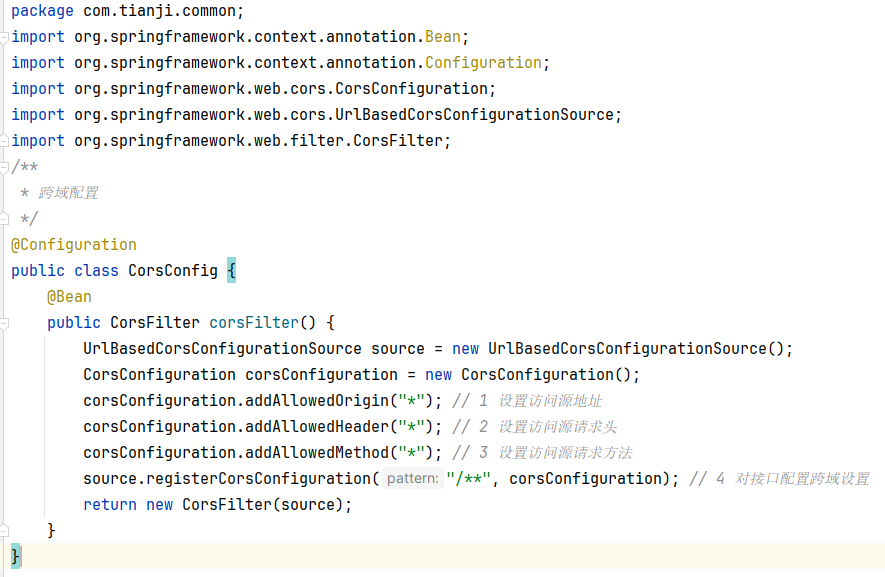 package com.tianji.common;
import org.springframework.context.annotation.Bean;
import org.springframework.context.annotation.Configuration;
import org.springframework.web.cors.CorsConfiguration;
import org.springframework.web.cors.UrlBasedCorsConfigurationSource;
import org.springframework.web.filter.CorsFilter;
/**
 * 跨域配置
 */
@Configuration
public class CorsConfig {
    @Bean
    public CorsFilter corsFilter() {
        UrlBasedCorsConfigurationSource source = new UrlBasedCorsConfigurationSource();
        CorsConfiguration corsConfiguration = new CorsConfiguration();
        corsConfiguration.addAllowedOrigin("*"); // 1 设置访问源地址
        corsConfiguration.addAllowedHeader("*"); // 2 设置访问源请求头
        corsConfiguration.addAllowedMethod("*"); // 3 设置访问源请求方法
        source.registerCorsConfiguration( pattern: "/**", corsConfiguration); // 4 对接口配置跨域设置
        return new CorsFilter(source);
    }
}